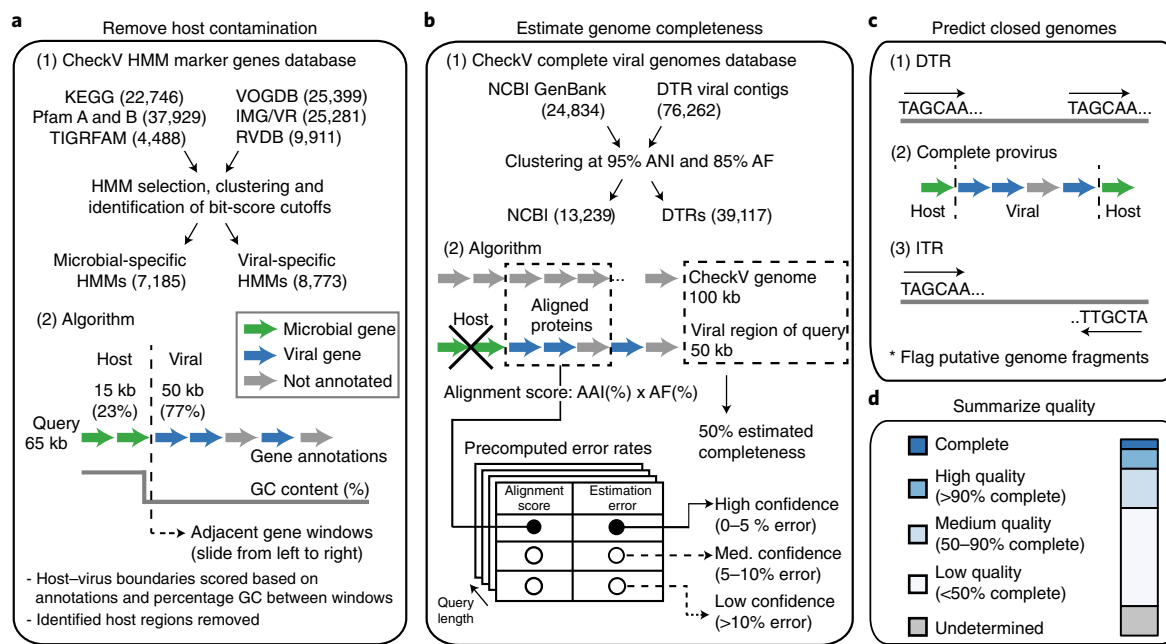 a
Remove host contamination
(1) CheckV HMM marker genes database
KEGG (22,746)
Pfam A and B (37,929)
TIGRFAM (4,488)
VOGDB (25,399)
IMG/VR (25,281)
RVDB (9,911)
HMM selection, clustering and
identification of bit-score cutoffs
Microbial-specific
HMMs (7,185)
Viral-specific
HMMs (8,773)
(2) Algorithm
Microbial gene
Viral gene
Not annotated
Host
15 kb
(23%)
Viral
50 kb
(77%)
Query
65 kb
Gene annotations
GC content (%)
Adjacent gene windows
(slide from left to right)
- Host–virus boundaries scored based on
annotations and percentage GC between windows
- Identified host regions removed
b
Estimate genome completeness
(1) CheckV complete viral genomes database
NCBI GenBank
(24,834)
DTR viral contigs
(76,262)
Clustering at 95% ANI and 85% AF
NCBI (13,239)
DTRs (39,117)
(2) Algorithm
...
CheckV genome
100 kb
Host
Aligned
proteins
Viral region of query
50 kb
Alignment score: AAI(%) x AF(%)
50% estimated
completeness
Precomputed error rates
Alignment
score
Estimation
error
High confidence
(0–5 % error)
Med. confidence
(5–10% error)
Low confidence
(>10% error)
Query
length
c
Predict closed genomes
(1) DTR
TAGCAA...
TAGCAA...
(2) Complete provirus
Host
Viral
Host
(3) ITR
TAGCAA...
..TTGCTA
* Flag putative genome fragments
d
Summarize quality
Complete
High quality
(>90% complete)
Medium quality
(50–90% complete)
Low quality
(<50% complete)
Undetermined